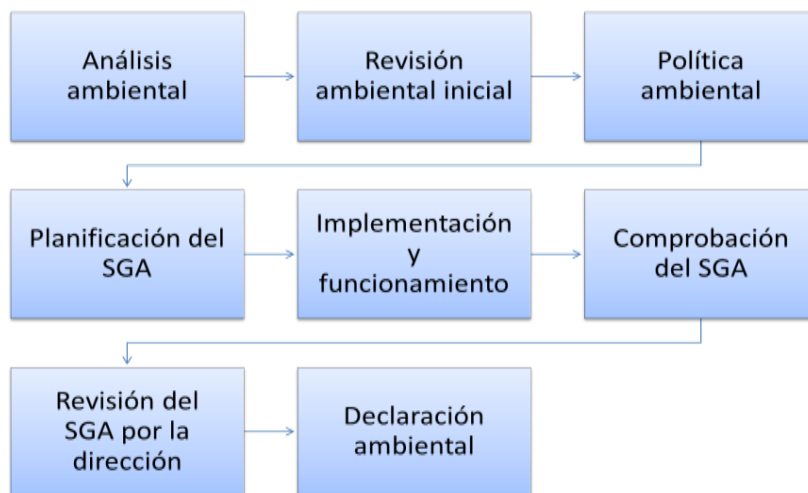 Análisis
ambiental
Revisión
ambiental inicial
Política
ambiental
Planificación del
SGA
Implementación
y
funcionamiento
Comprobación
del SGA
Revisión del
SGA por la
dirección
Declaración
ambiental